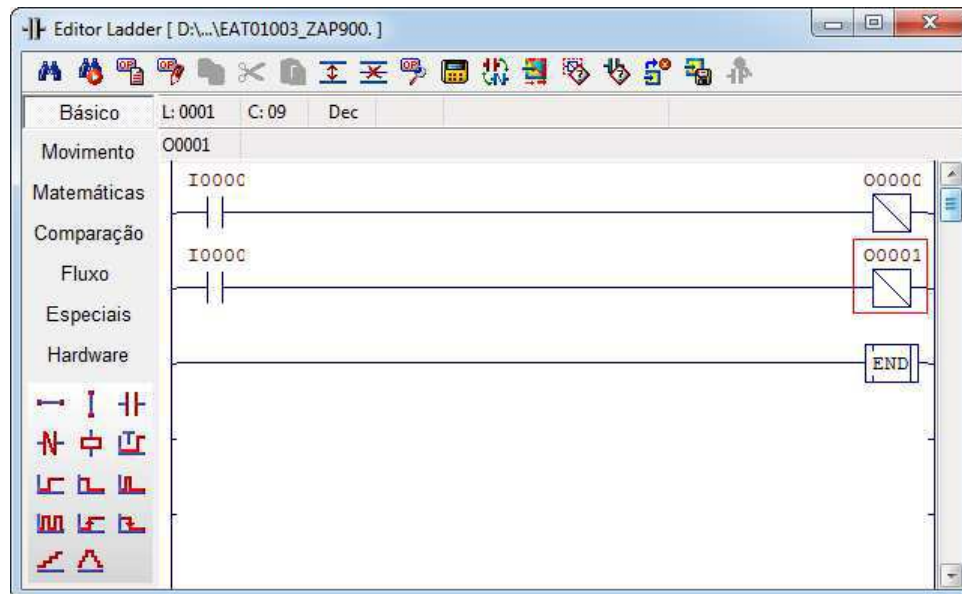 Editor Ladder [ D:\...\EAT01003_ZAP900. ]
Básico L: 0001 C: 09 Dec
Movimento O0001
Matemáticas I0000 O0000
Comparação
Fluxo I0000 O0001
Especiais
Hardware END